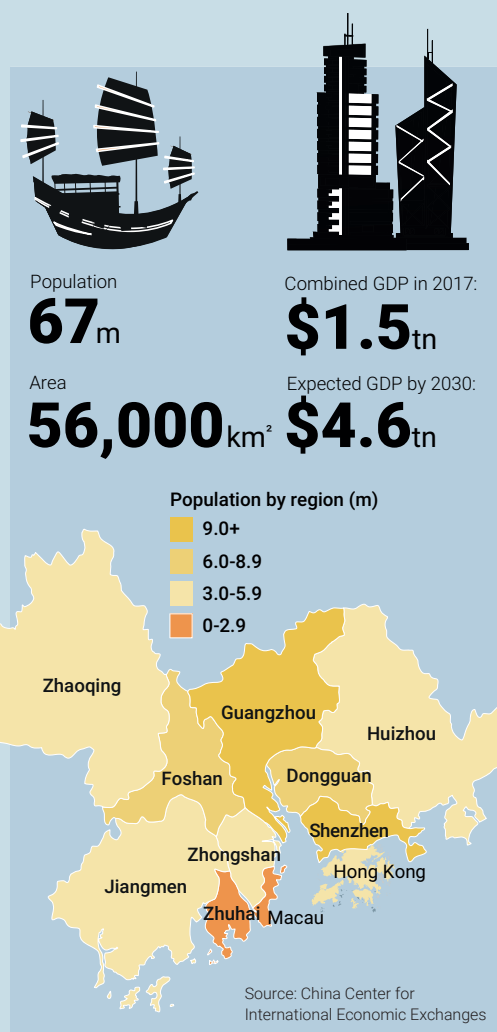 Population
67m
Combined GDP in 2017:
$1.5tn
Area
56,000km²
Expected GDP by 2030:
$4.6tn
Population by region (m)
9.0+
6.0-8.9
3.0-5.9
0-2.9
Zhaoqing
Guangzhou
Huizhou
Foshan
Dongguan
Shenzhen
Zhongshan
Hong Kong
Jiangmen
Zhuhai
Macau
Source: China Center for
International Economic Exchanges